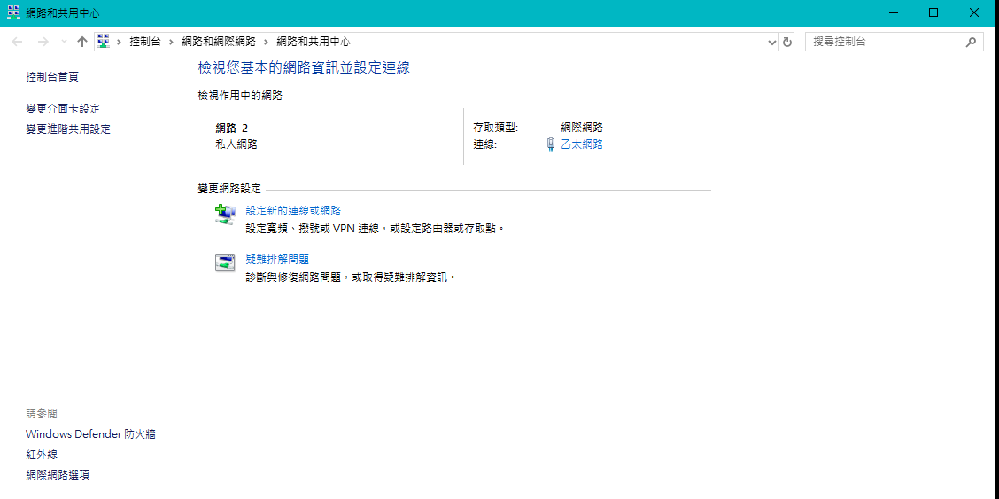 網路和共用中心
控制台 › 網路和網際網路 › 網路和共用中心
搜尋控制台
控制台首頁
變更介面卡設定
變更進階共用設定
檢視您基本的網路資訊並設定連線
檢視作用中的網路
網路 2
私人網路
存取類型: 網際網路
連線: 乙太網路
變更網路設定
設定新的連線或網路
設定寬頻、撥號或 VPN 連線，或設定路由器或存取點。
疑難排解問題
診斷與修復網路問題，或取得疑難排解資訊。
請參閱
Windows Defender 防火牆
紅外線
網際網路選項